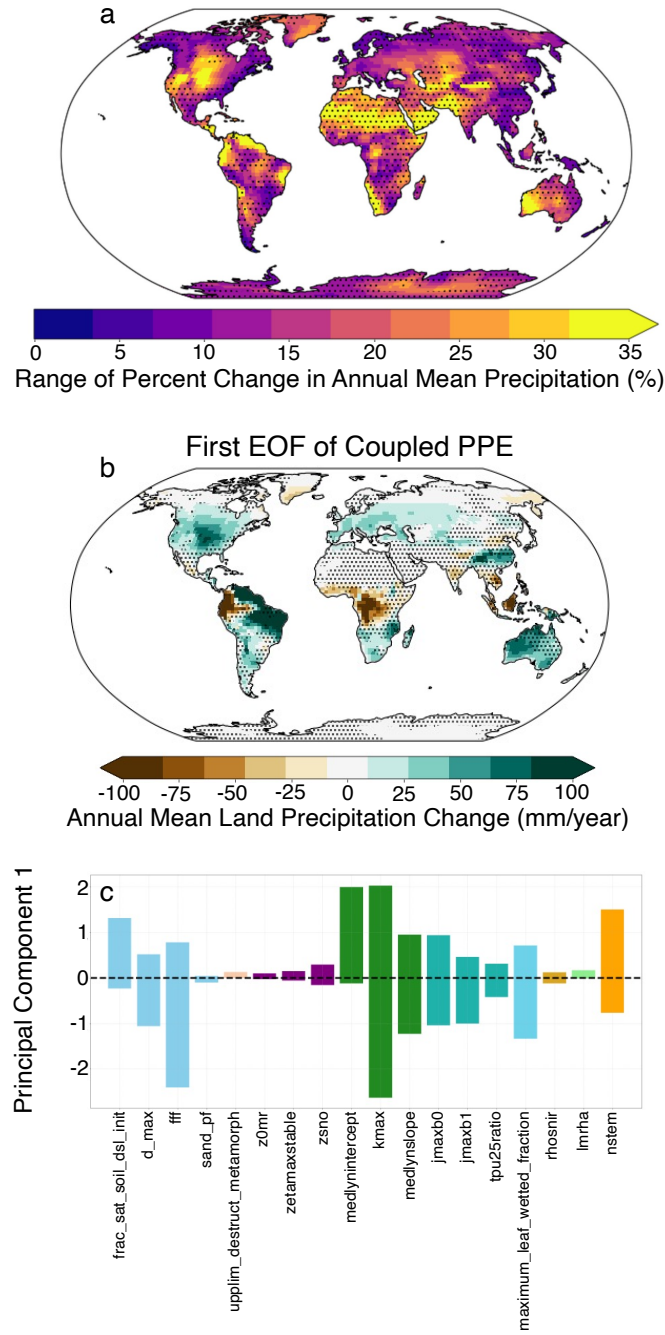 a
0 5 10 15 20 25 30 35
Range of Percent Change in Annual Mean Precipitation (%)
First EOF of Coupled PPE
b
-100 -75 -50 -25 0 25 50 75 100
Annual Mean Land Precipitation Change (mm/year)
c
Principal Component 1
2
1
0
-1
-2
frac_sat_soil_dsl_init
d_max
fff
sand_pf
upplim_destruct_metamorph
z0mr
zetamaxstable
zsno
medlynintercept
kmax
medlynslope
jmaxb0
jmaxb1
tpu25ratio
maximum_leaf_wetted_fraction
rhosnir
lmrha
nstem